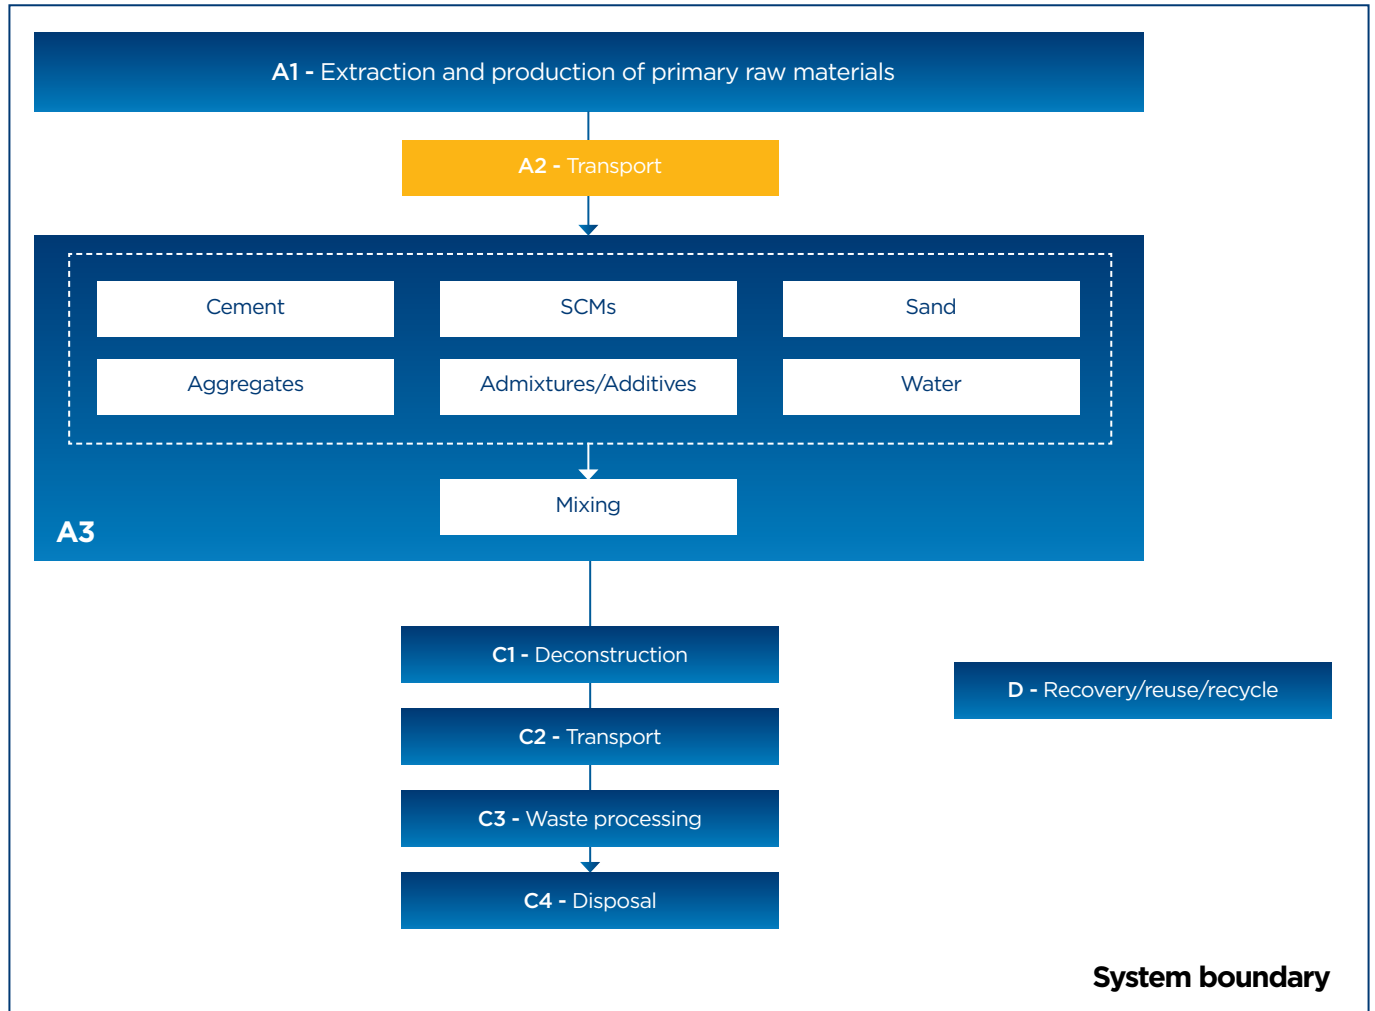 A1 - Extraction and production of primary raw materials
A2 - Transport
Cement
SCMs
Sand
Aggregates
Admixtures/Additives
Water
Mixing
A3
C1 - Deconstruction
D - Recovery/reuse/recycle
C2 - Transport
C3 - Waste processing
C4 - Disposal
System boundary